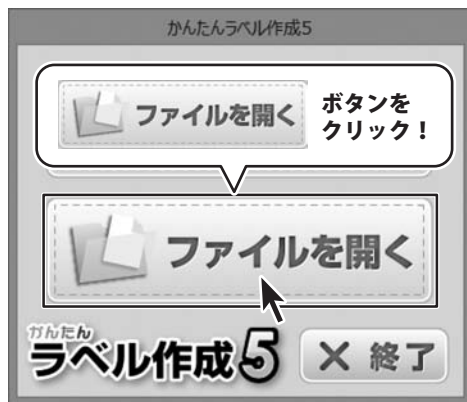 かんたんラベル作成5
ファイルを開く
ボタンを
クリック！
ファイルを開く
かんたん
ラベル作成5
× 終了